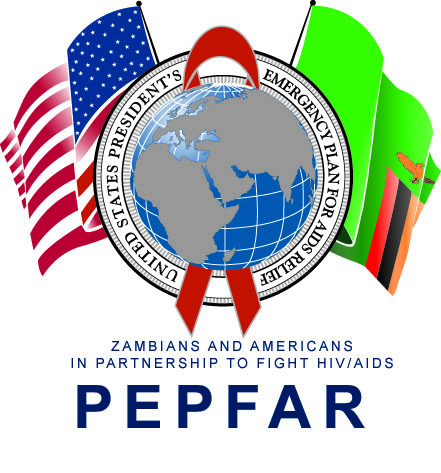 UNITED STATES PRESIDENT'S
EMERGENCY PLAN FOR AIDS RELIEF
ZAMBIANS AND AMERICANS
IN PARTNERSHIP TO FIGHT HIV/AIDS
PEPFAR